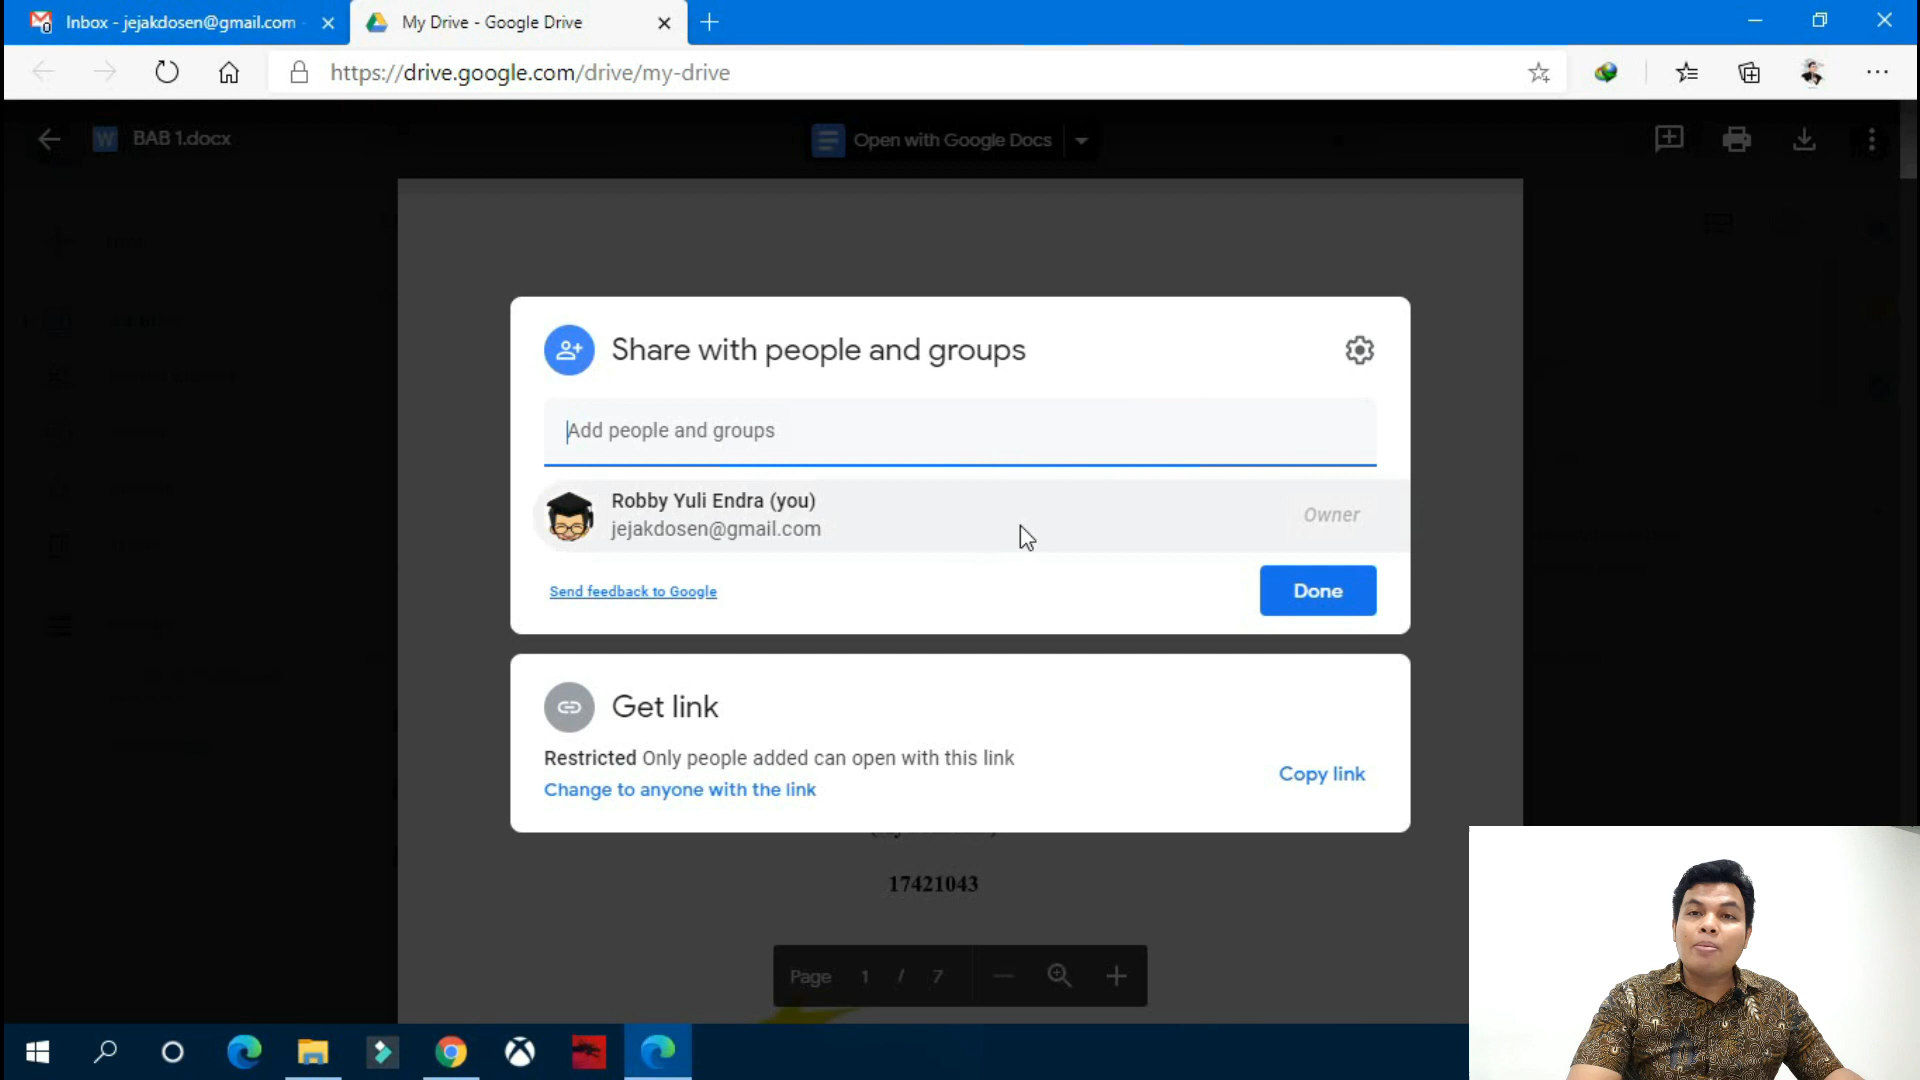 Inbox - jejakdosen@gmail.com
My Drive - Google Drive
https://drive.google.com/drive/my-drive
W BAB 1.docx
Open with Google Docs
Share with people and groups
Add people and groups
Robby Yuli Endra (you)
jejakdosen@gmail.com
Owner
Send feedback to Google
Done
Get link
Restricted Only people added can open with this link
Change to anyone with the link
Copy link
17421043
Page 1 / 7